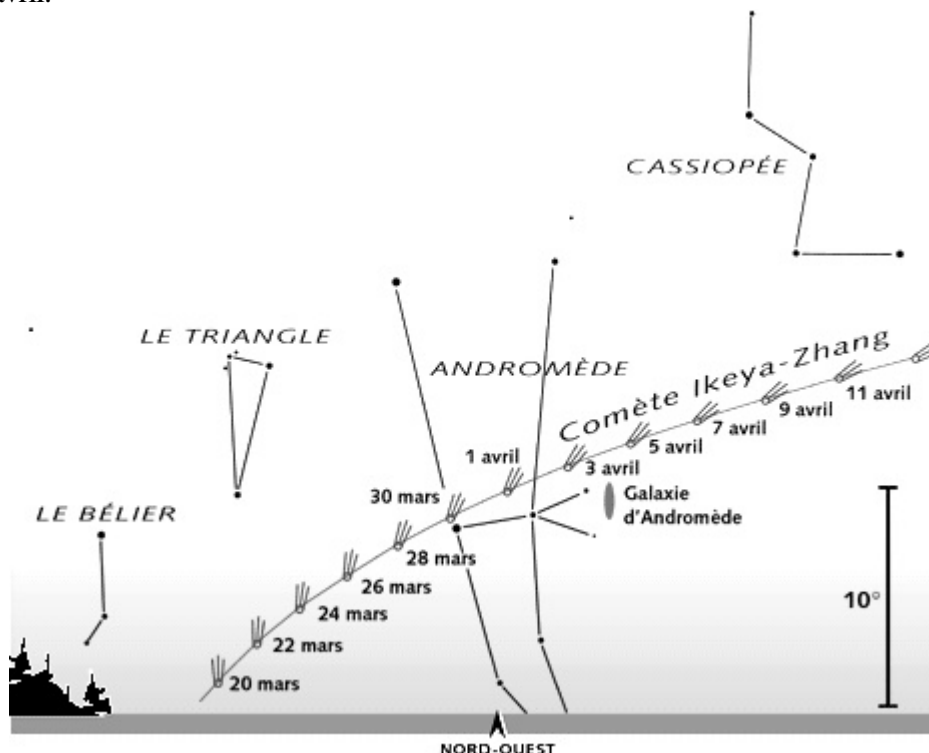 CASSIOPÉE
LE TRIANGLE
ANDROMÈDE
Comète Ikeya-Zhang
11 avril
9 avril
7 avril
5 avril
3 avril
1 avril
30 mars
28 mars
26 mars
24 mars
22 mars
20 mars
Galaxie
d'Andromède
LE BÉLIER
10°
NORD-OUEST